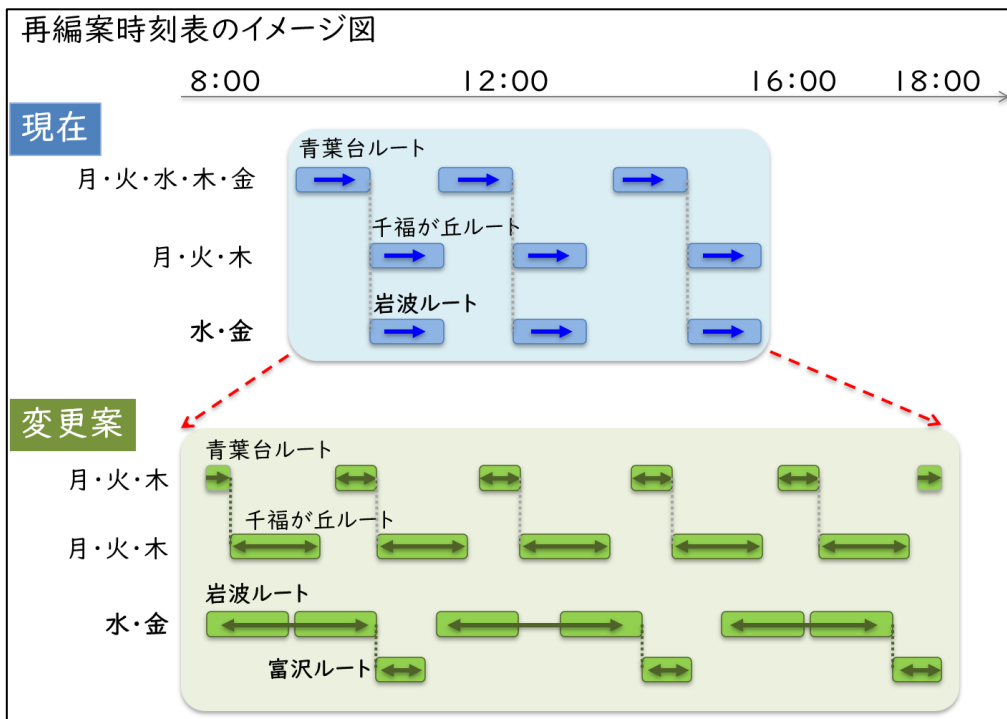 再編案時刻表のイメージ図
8:00 12:00 16:00 18:00
現在
青葉台ルート
月・火・水・木・金
千福が丘ルート
月・火・木
岩波ルート
水・金
変更案
青葉台ルート
月・火・木
千福が丘ルート
月・火・木
岩波ルート
水・金
富沢ルート